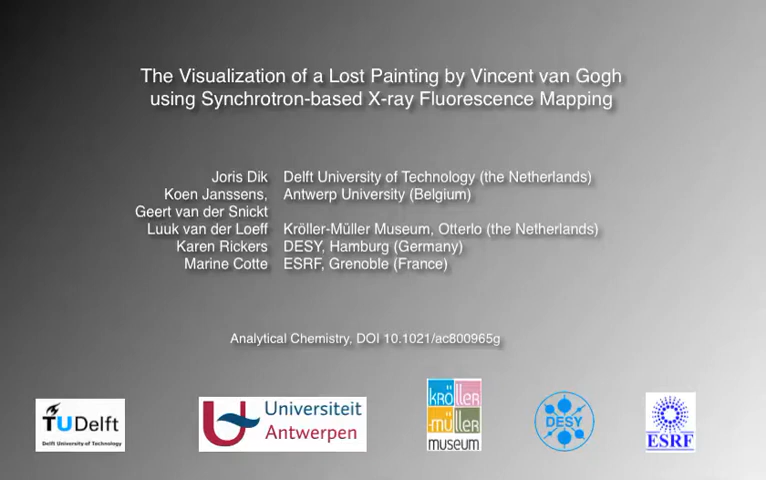 The Visualization of a Lost Painting by Vincent van Gogh
using Synchrotron-based X-ray Fluorescence Mapping
Joris Dik Delft University of Technology (the Netherlands)
Koen Janssens, Antwerp University (Belgium)
Geert van der Snickt
Luuk van der Loeff Kröller-Müller Museum, Otterlo (the Netherlands)
Karen Rickers DESY, Hamburg (Germany)
Marine Cotte ESRF, Grenoble (France)
Analytical Chemistry, DOI 10.1021/ac800965g
TUDelft
Delft University of Technology
Universiteit
Antwerpen
kröller
-müller
museum
DESY
ESRF